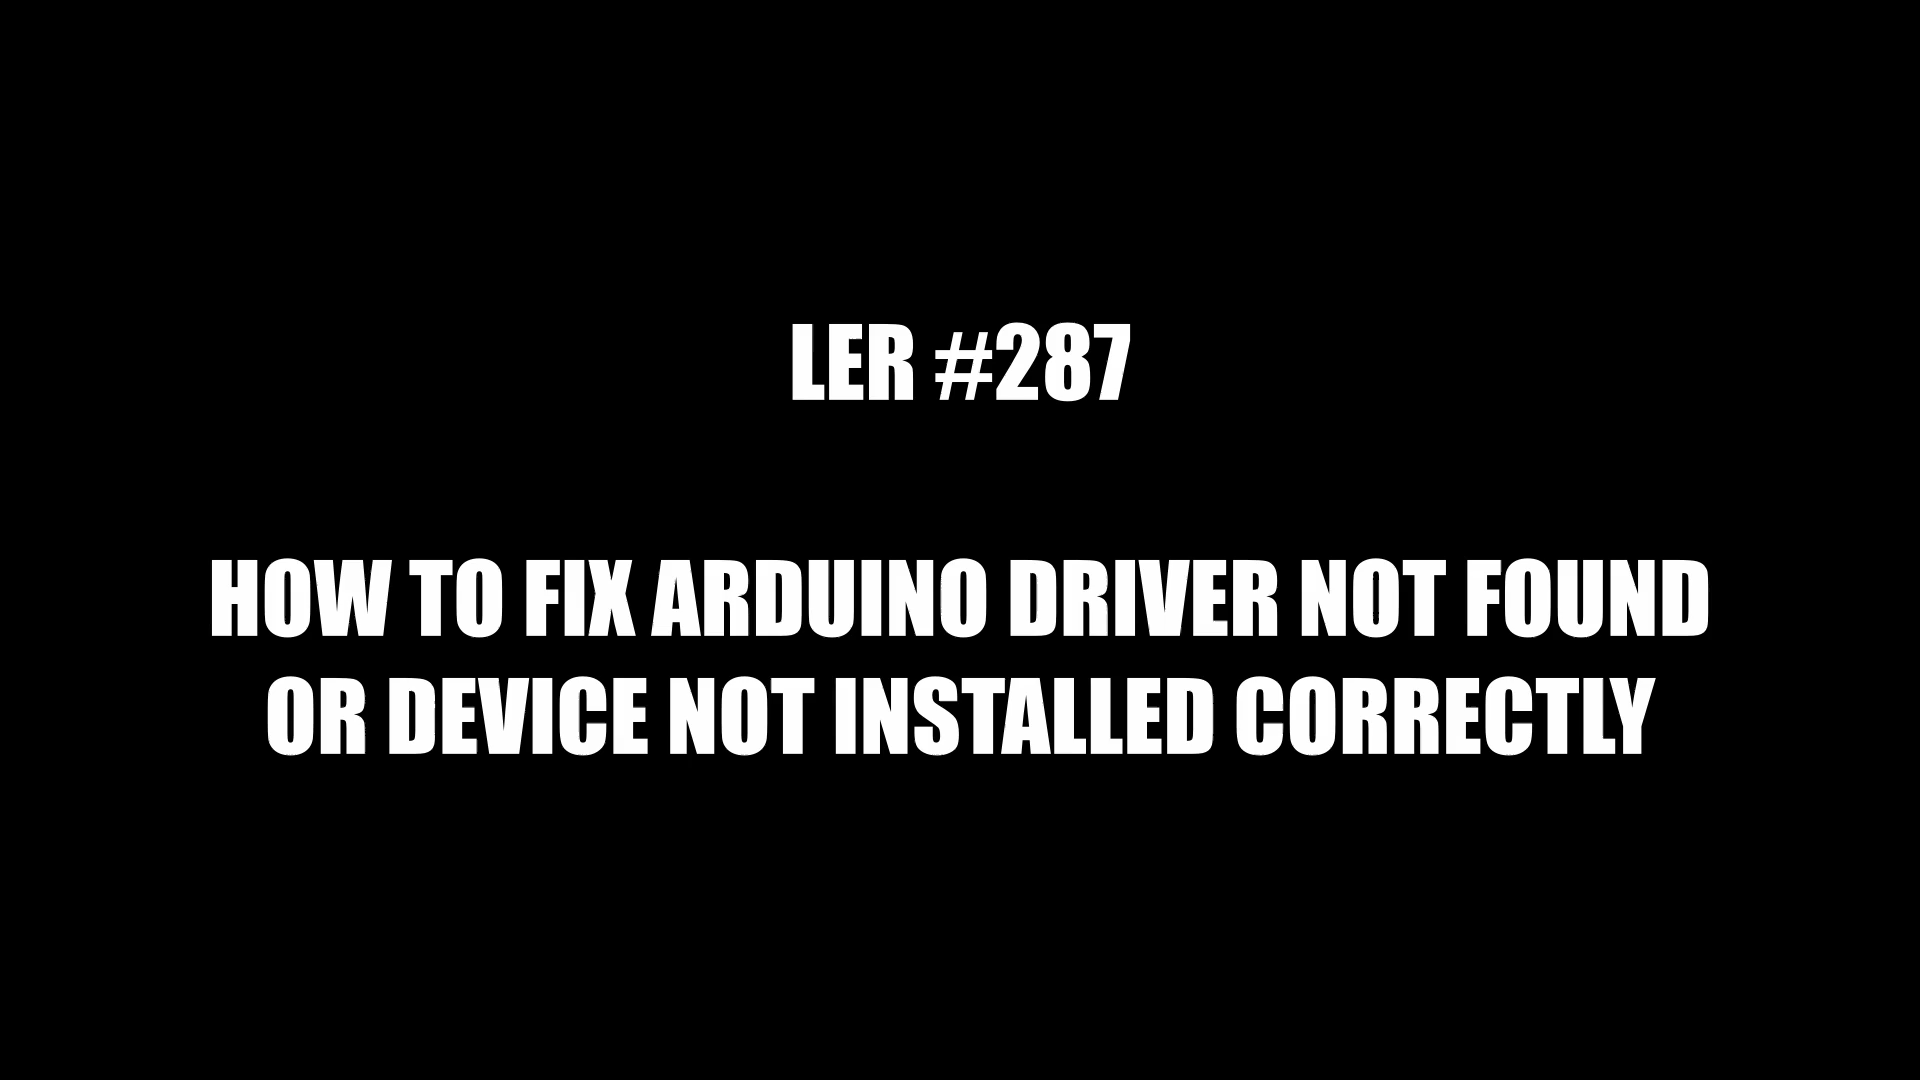 LER #287
HOW TO FIX ARDUINO DRIVER NOT FOUND
OR DEVICE NOT INSTALLED CORRECTLY